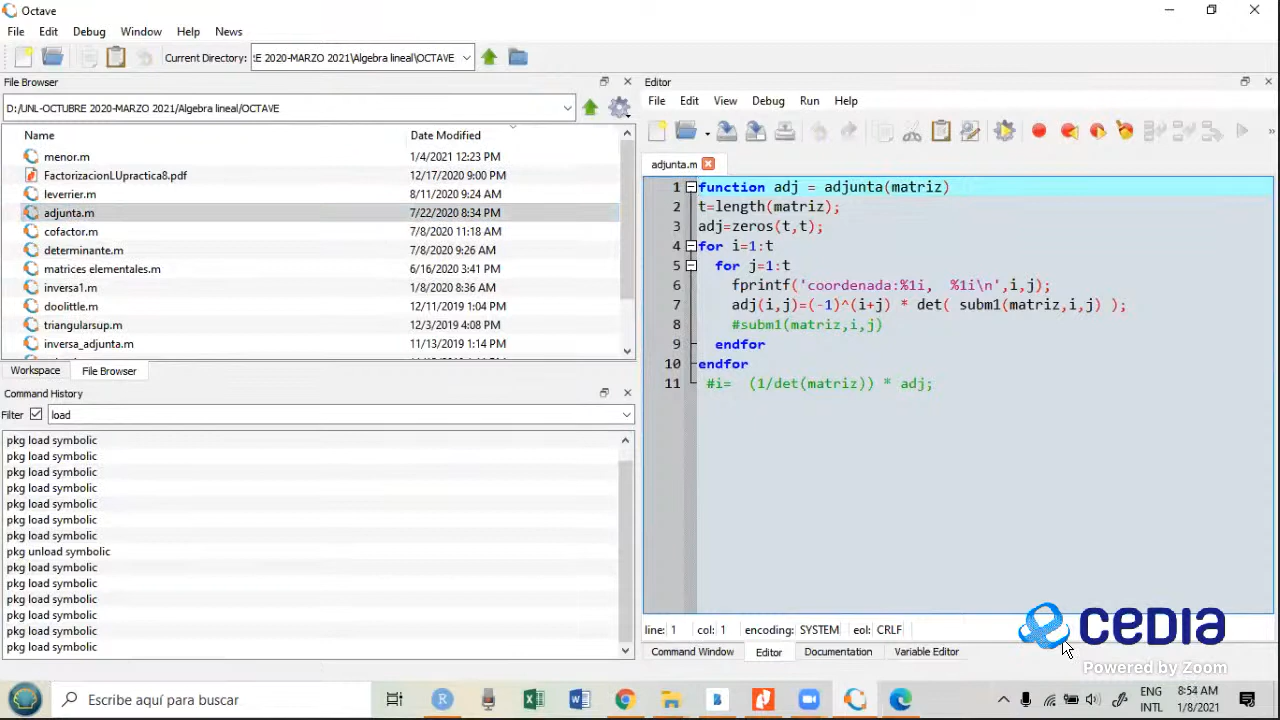 Octave
File Edit Debug Window Help News
Current Directory: :E 2020-MARZO 2021\Algebra lineal\OCTAVE
File Browser
D:/UNL-OCTUBRE 2020-MARZO 2021/Algebra lineal/OCTAVE
Name Date Modified
menor.m 1/4/2021 12:23 PM
FactorizacionLUpractica8.pdf 12/17/2020 9:00 PM
leverrier.m 8/11/2020 9:24 AM
adjunta.m 7/22/2020 8:34 PM
cofactor.m 7/8/2020 11:18 AM
determinante.m 7/8/2020 9:26 AM
matrices elementales.m 6/16/2020 3:41 PM
inversa1.m 1/8/2020 8:36 AM
doolittle.m 12/11/2019 1:04 PM
triangularsup.m 12/3/2019 4:08 PM
inversa_adjunta.m 11/13/2019 1:14 PM
Workspace File Browser
Command History
Filter load
pkg load symbolic
pkg load symbolic
pkg load symbolic
pkg load symbolic
pkg load symbolic
pkg load symbolic
pkg load symbolic
pkg unload symbolic
pkg load symbolic
pkg load symbolic
pkg load symbolic
pkg load symbolic
pkg load symbolic
pkg load symbolic
Editor
File Edit View Debug Run Help
»
adjunta.m
1 function adj = adjunta(matriz)
2 t=length(matriz);
3 adj=zeros(t,t);
4 for i=1:t
5 for j=1:t
6 fprintf('coordenada:%1i, %1i\n',i,j);
7 adj(i,j)=(-1)^(i+j) * det( subm1(matriz,i,j) );
8 #subm1(matriz,i,j)
9 endfor
10 endfor
11 #i= (1/det(matriz)) * adj;
line: 1 col: 1 encoding: SYSTEM eol: CRLF
Command Window Editor Documentation Variable Editor
cedia
Powered by Zoom
Escribe aquí para buscar
ENG
INTL
8:54 AM
1/8/2021